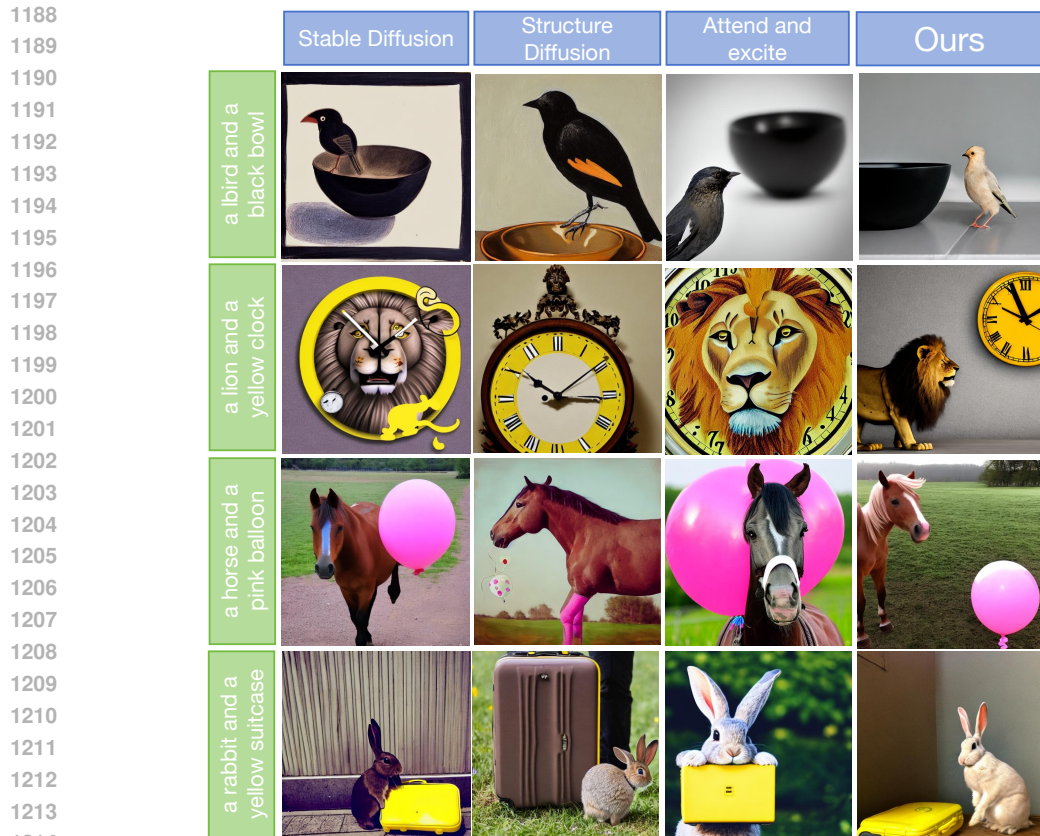 1188
1189
1190
1191
1192
1193
1194
1195
1196
1197
1198
1199
1200
1201
1202
1203
1204
1205
1206
1207
1208
1209
1210
1211
1212
1213
Stable Diffusion
Structure
Diffusion
Attend and
excite
Ours
a lbird and a
black bowl
a lion and a
yellow clock
a horse and a
pink balloon
a rabbit and a
yellow suitcase